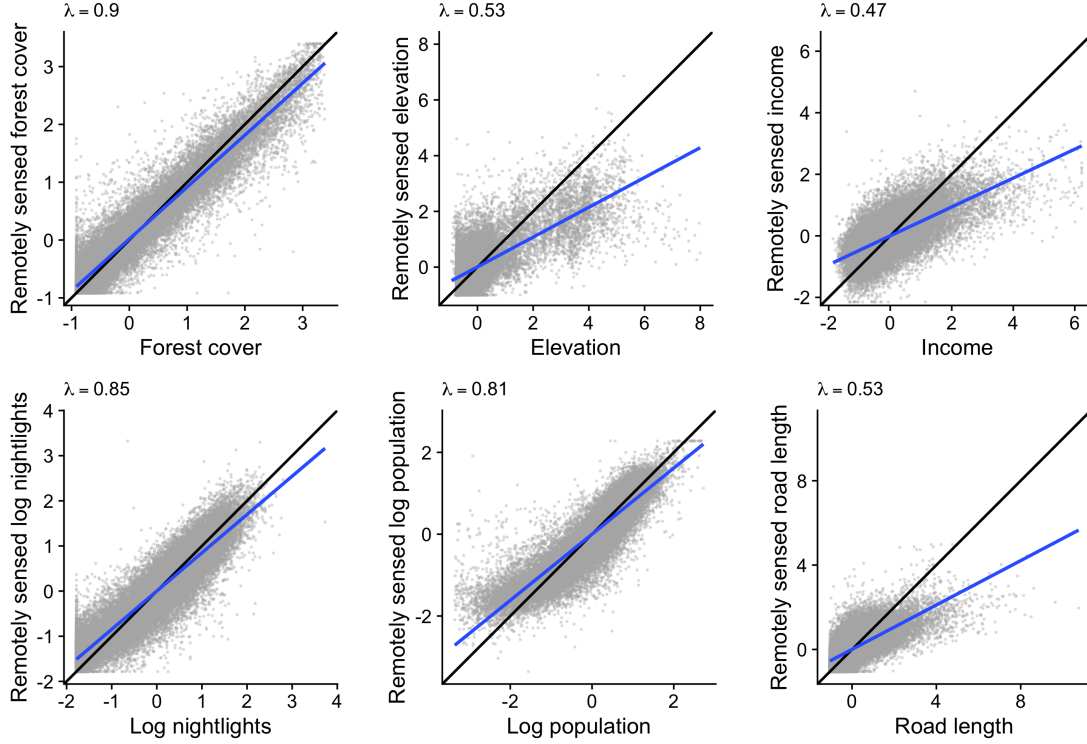 λ = 0.9
Remotely sensed forest cover
3
2
1
0
-1
-1 0 1 2 3
Forest cover
λ = 0.53
Remotely sensed elevation
8
6
4
2
0
0 2 4 6 8
Elevation
λ = 0.47
Remotely sensed income
6
4
2
0
-2
-2 0 2 4 6
Income
λ = 0.85
Remotely sensed log nightlights
4
3
2
1
0
-1
-2
-2 -1 0 1 2 3 4
Log nightlights
λ = 0.81
Remotely sensed log population
2
0
-2
-2 0 2
Log population
λ = 0.53
Remotely sensed road length
8
4
0
0 4 8
Road length